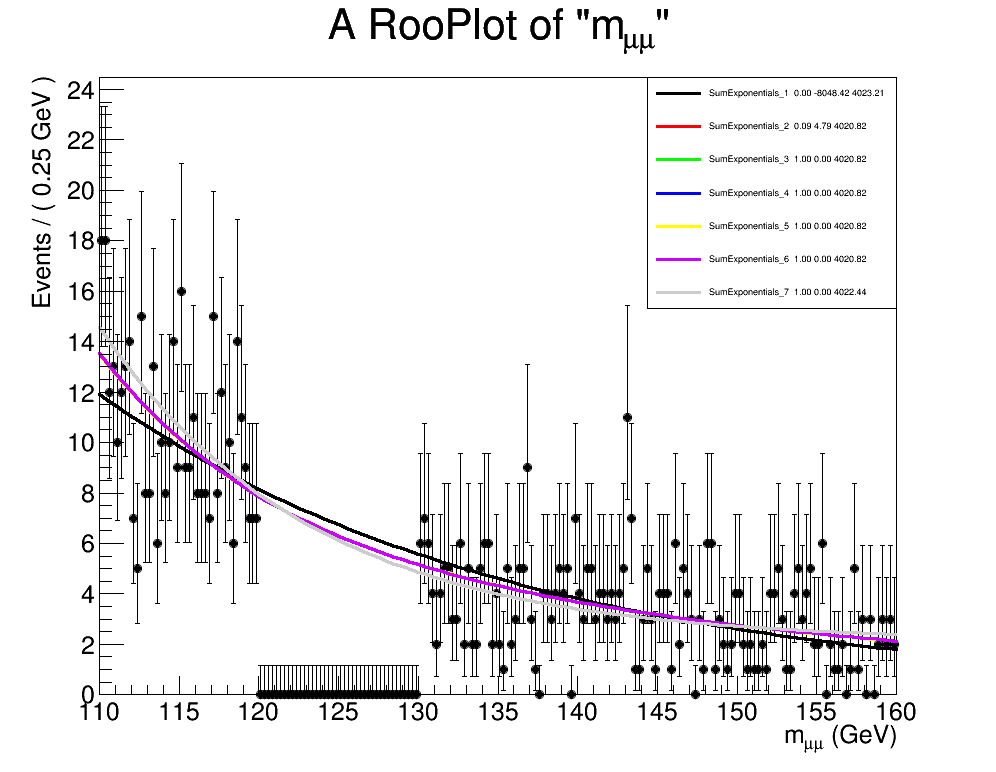 A RooPlot of "mμμ"
Events / ( 0.25 GeV )
24
22
20
18
16
14
12
10
8
6
4
2
0
SumExponentials_1 0.00 -8048.42 4023.21
SumExponentials_2 0.09 4.79 4020.82
SumExponentials_3 1.00 0.00 4020.82
SumExponentials_4 1.00 0.00 4020.82
SumExponentials_5 1.00 0.00 4020.82
SumExponentials_6 1.00 0.00 4020.82
SumExponentials_7 1.00 0.00 4022.44
110 115 120 125 130 135 140 145 150 155 160
mμμ (GeV)